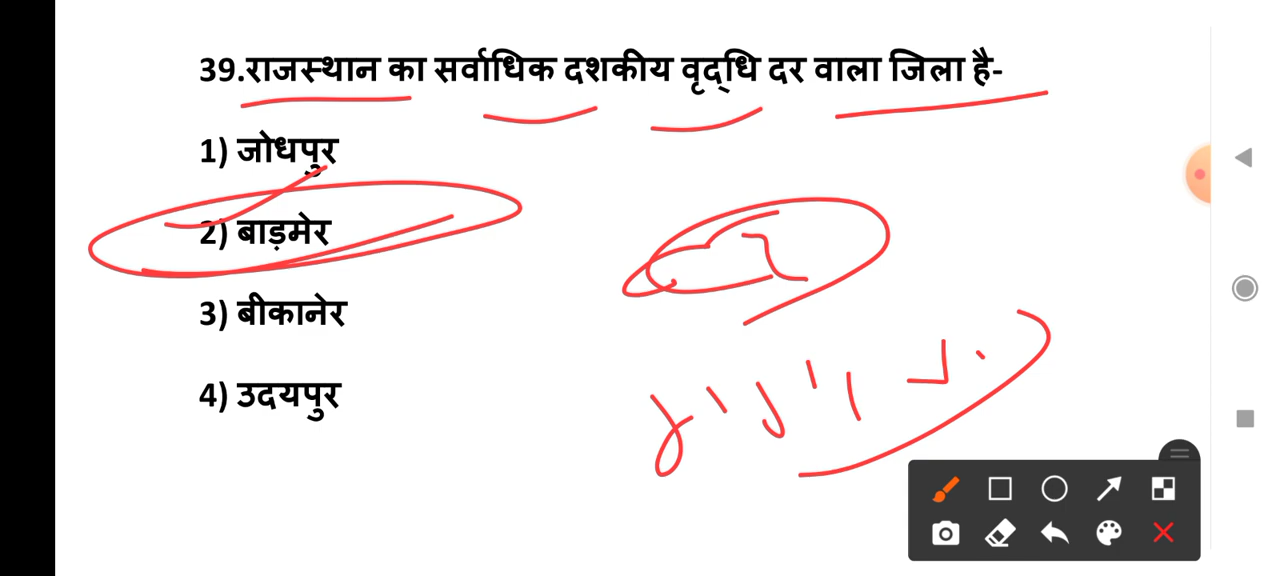 39.राजस्थान का सर्वाधिक दशकीय वृद्धि दर वाला जिला है-
1) जोधपुर
2) बाड़मेर
3) बीकानेर
4) उदयपुर